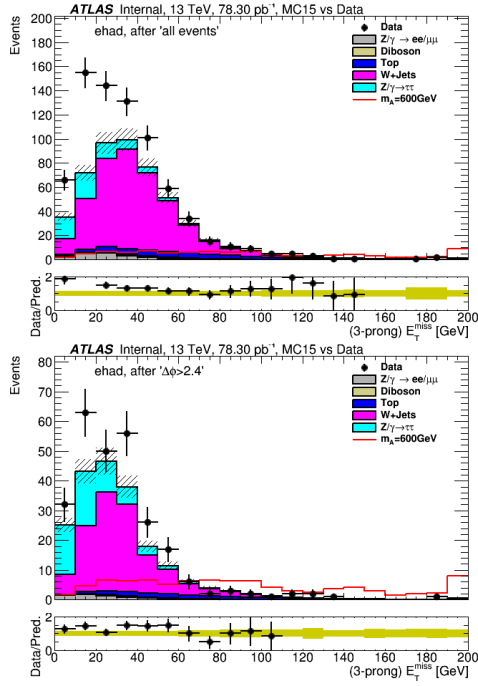 ATLAS Internal, 13 TeV, 78.30 pb⁻¹, MC15 vs Data
Events
200
180
160
140
120
100
80
60
40
20
0
ehad, after 'all events'
Data
Z/γ → ee/μμ
Diboson
Top
W+Jets
Z/γ→ττ
m_A=600GeV
Data/Pred.
2
1
0
0 20 40 60 80 100 120 140 160 180 200
(3-prong) E_T^miss [GeV]
ATLAS Internal, 13 TeV, 78.30 pb⁻¹, MC15 vs Data
Events
80
70
60
50
40
30
20
10
0
ehad, after 'Δϕ>2.4'
Data
Z/γ → ee/μμ
Diboson
Top
W+Jets
Z/γ→ττ
m_A=600GeV
Data/Pred.
2
1
0
0 20 40 60 80 100 120 140 160 180 200
(3-prong) E_T^miss [GeV]